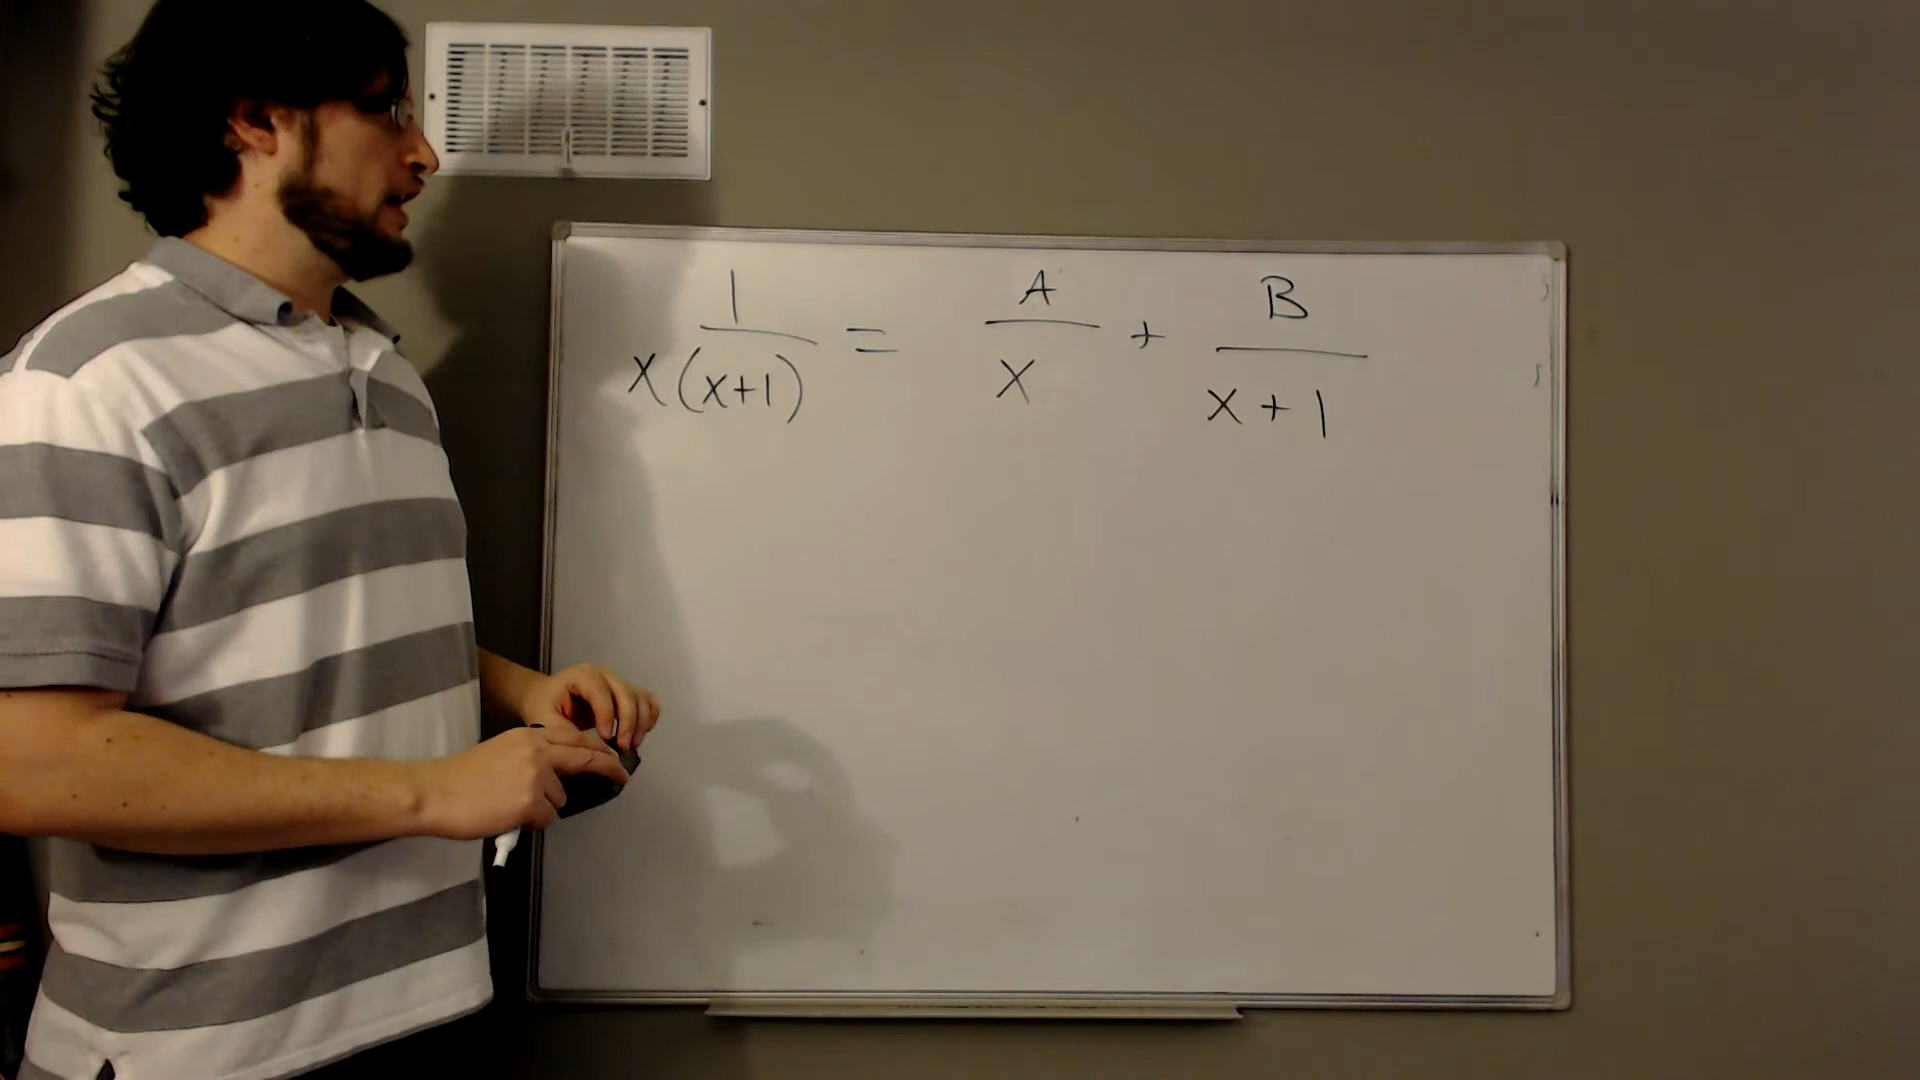 1 / x(x+1) = A / x + B / x+1